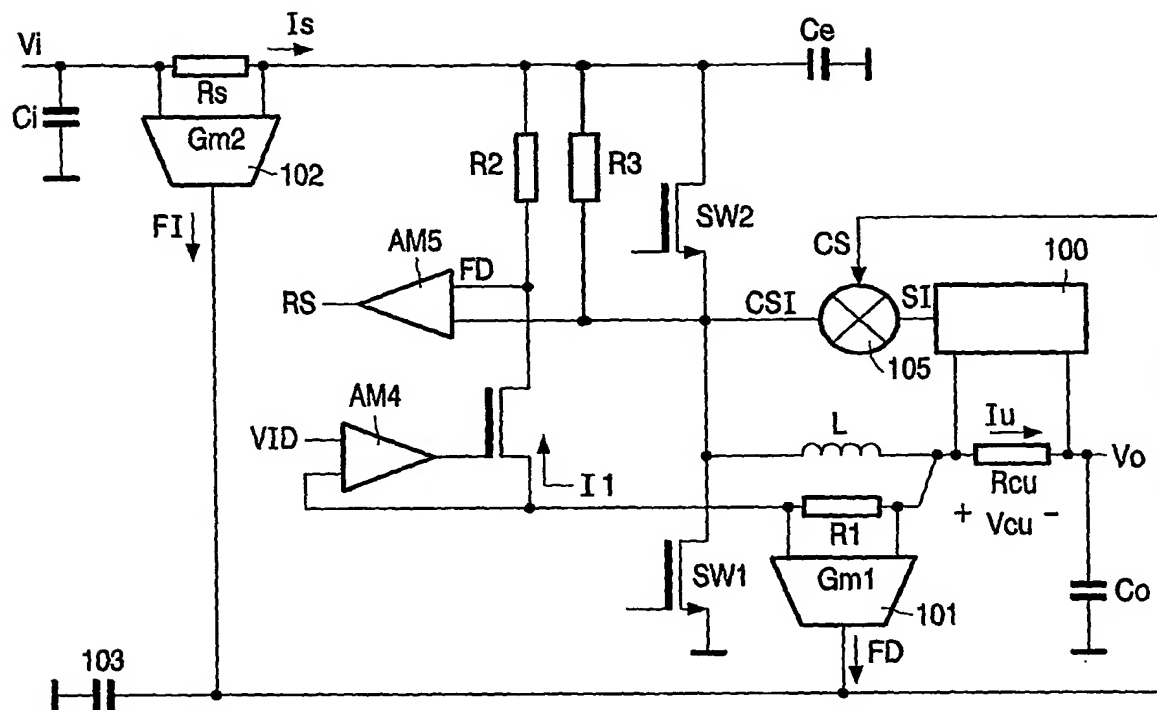 Vi
Is
Ce
Rs
Ci
Gm2
102
R2
R3
SW2
FI
AM5
FD
CS
100
RS
CSI
SI
105
AM4
VID
L
Iu
Vo
I1
Rcu
R1
+ Vcu -
SW1
Gm1
Co
101
103
FD